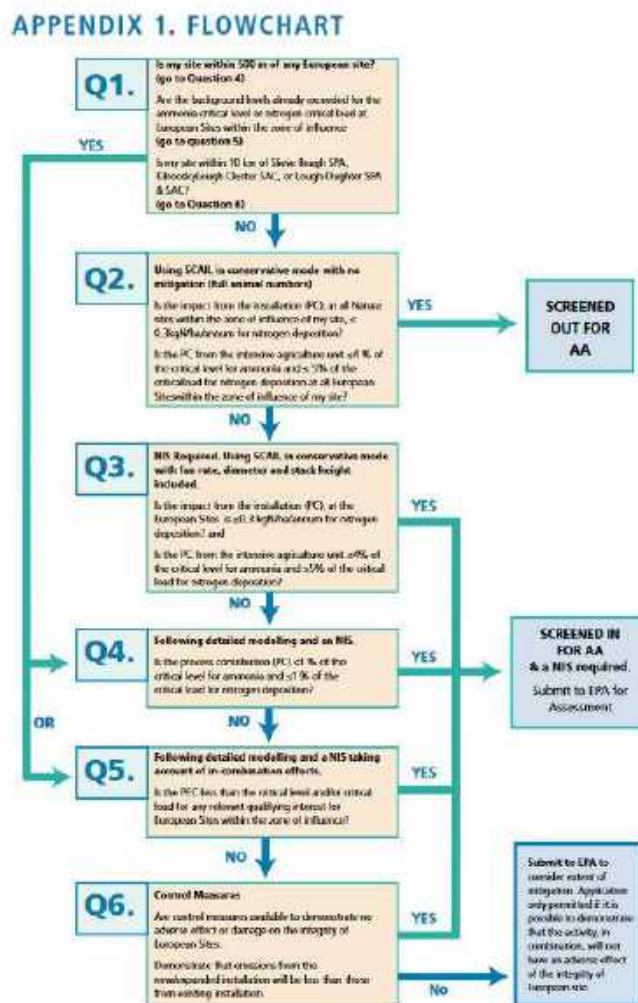 APPENDIX 1. FLOWCHART
Q1.
Is my site within 500 m of any European site?
(go to Question 4)
Are the background levels already exceeded for the
ammonia critical level or nitrogen critical load at
European Sites within the zone of influence
(go to question 5)
Is my site within 10 km of Slieve Beagh SPA,
Cluster SAC, or Lough Oughter SPA
& SAC?
(go to Question 6)
YES
NO
Q2.
Using SCAIL in conservative mode with no
mitigation (full animal numbers)
Is the impact from the installation (PC), at all Nature
sites within the zone of influence of my site, <
0.3kgN/ha/annum for nitrogen deposition?
Is the PC from the intensive agriculture unit ≤4 % of
the critical level for ammonia and ≤ 5% of the
critical load for nitrogen deposition at all European
Sites within the zone of influence of my site?
YES
SCREENED
OUT FOR
AA
NO
Q3.
NIS Required. Using SCAIL in conservative mode
with fan rate, diameter and stack height
included.
Is the impact from the installation (PC), at the
European Sites is 0.3 kgN/ha/annum for nitrogen
deposition? and
Is the PC from the intensive agriculture unit 4% of
the critical level for ammonia and 5% of the critical
load for nitrogen deposition?
YES
NO
Q4.
Following detailed modelling and an NIS.
Is the process contribution (PC) <1 % of the
critical level for ammonia and ≤1 % of the
critical load for nitrogen deposition?
YES
SCREENED IN
FOR AA
& a NIS required.
Submit to EPA for
Assessment
NO
OR
Q5.
Following detailed modelling and a NIS taking
account of in-combination effects.
Is the PEC less than the critical level and/or critical
load for any relevant qualifying interest for
European Sites within the zone of influence?
YES
NO
Q6.
Control Measures
Are control measures available to demonstrate no
adverse effect or damage on the integrity of
European Sites.
Demonstrate that emissions from the
new/expanded installation will be less than those
from existing installation.
YES
No
Submit to EPA to
consider extent of
mitigation. Application
only permitted if it is
possible to demonstrate
that the activity, in
combination, will not
have an adverse effect
of the integrity of
European site